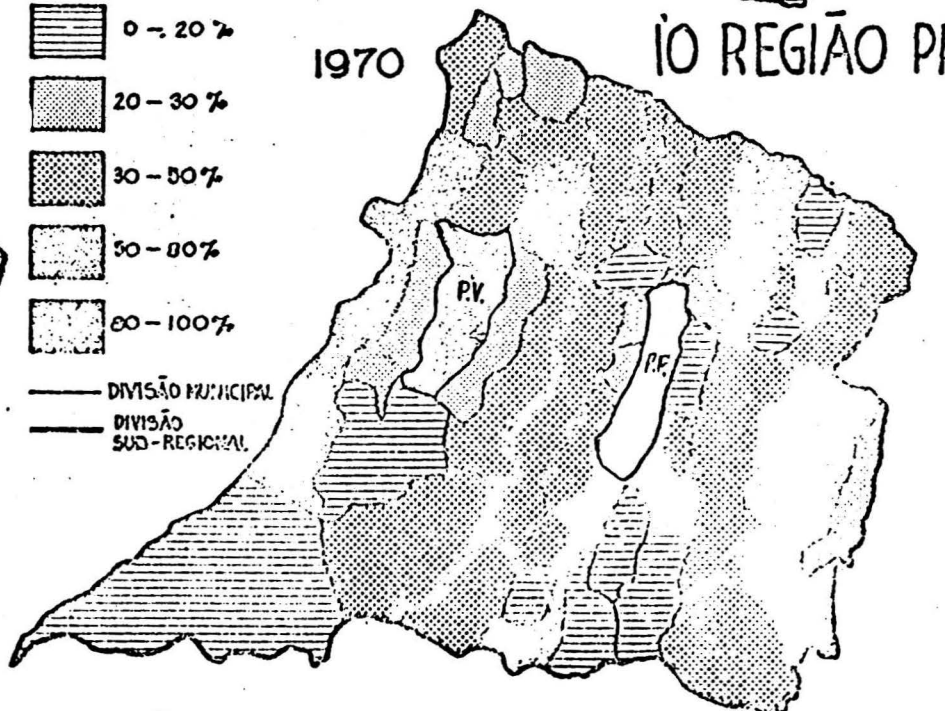 0 - 20 %
20 - 30 %
30 - 50 %
50 - 80 %
80 - 100%
DIVISÃO MUNICIPAL
DIVISÃO
SUB-REGIONAL
1970
IO REGIÃO
P.V.
P.F.